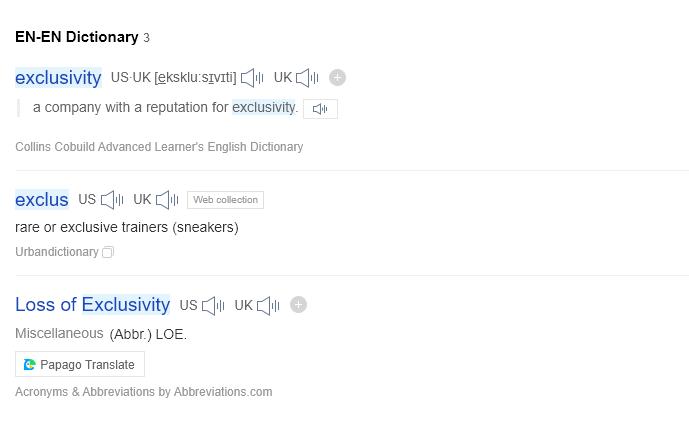 EN-EN Dictionary 3
exclusivity US·UK [ẹkskluːsɪ̣vɪti] UK
a company with a reputation for exclusivity.
Collins Cobuild Advanced Learner's English Dictionary
exclus US UK Web collection
rare or exclusive trainers (sneakers)
Urbandictionary
Loss of Exclusivity US UK
Miscellaneous (Abbr.) LOE.
Papago Translate
Acronyms & Abbreviations by Abbreviations.com